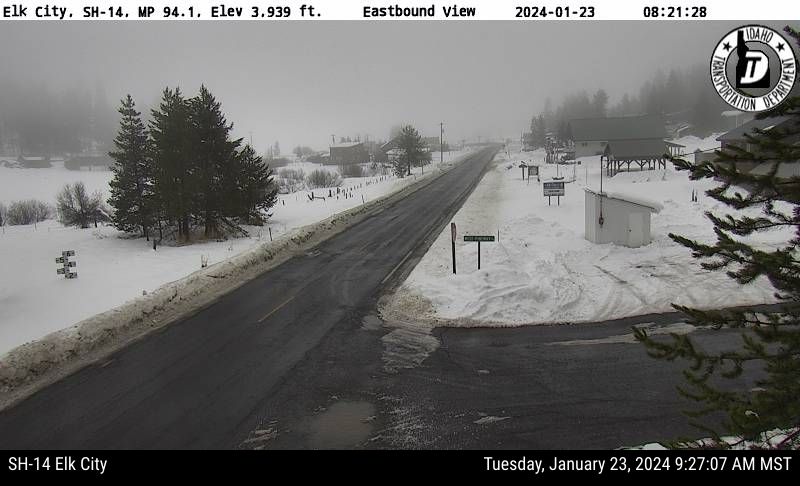 Elk City, SH-14, MP 94.1, Elev 3,939 ft. Eastbound View 2024-01-23 08:21:28
IDAHO
TRANSPORTATION DEPARTMENT
SH-14 Elk City Tuesday, January 23, 2024 9:27:07 AM MST